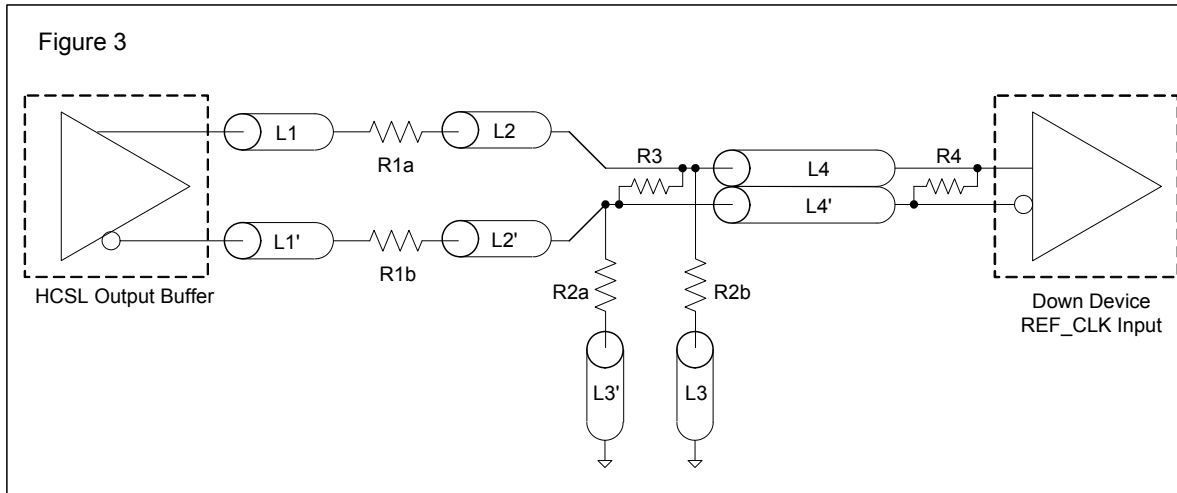 Figure 3
L1
R1a
L2
R3
L4
R4
L4'
L1'
R1b
L2'
HCSL Output Buffer
R2a
R2b
Down Device
REF_CLK Input
L3'
L3